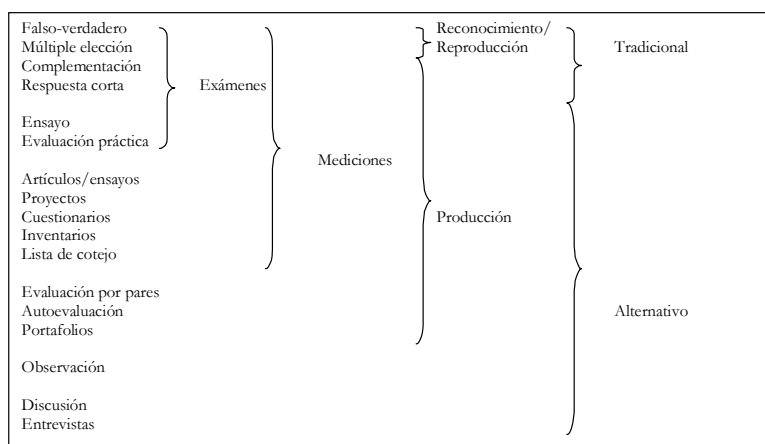 Falso-verdadero
Múltiple elección
Complementación
Respuesta corta
Ensayo
Evaluación práctica
Artículos/ensayos
Proyectos
Cuestionarios
Inventarios
Lista de cotejo
Evaluación por pares
Autoevaluación
Portafolios
Observación
Discusión
Entrevistas
Exámenes
Mediciones
Reconocimiento/
Reproducción
Producción
Tradicional
Alternativo